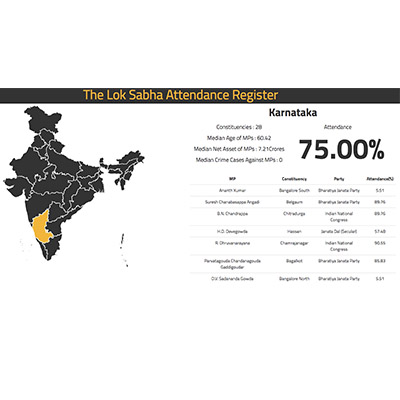 The Lok Sabha Attendance Register
Karnataka
Constituencies : 28
Median Age of MPs : 60.42
Median Net Asset of MPs : 7.21Crores
Median Crime Cases Against MPs : 0
Attendance
75.00%
MP Constituency Party Attendance(%)
Ananth Kumar Bangalore South Bharatiya Janata Party 5.51
Suresh Chanabasappa Angadi Belgaum Bharatiya Janata Party 89.76
B.N. Chandrappa Chitradurga Indian National Congress 89.76
H.D. Devegowda Hassan Janata Dal (Secular) 57.48
R. Dhruvanarayana Chamrajanagar Indian National Congress 90.55
Parvatagouda Chandanagouda Gaddigouder Bagalkot Bharatiya Janata Party 85.83
D.V. Sadananda Gowda Bangalore North Bharatiya Janata Party 5.51